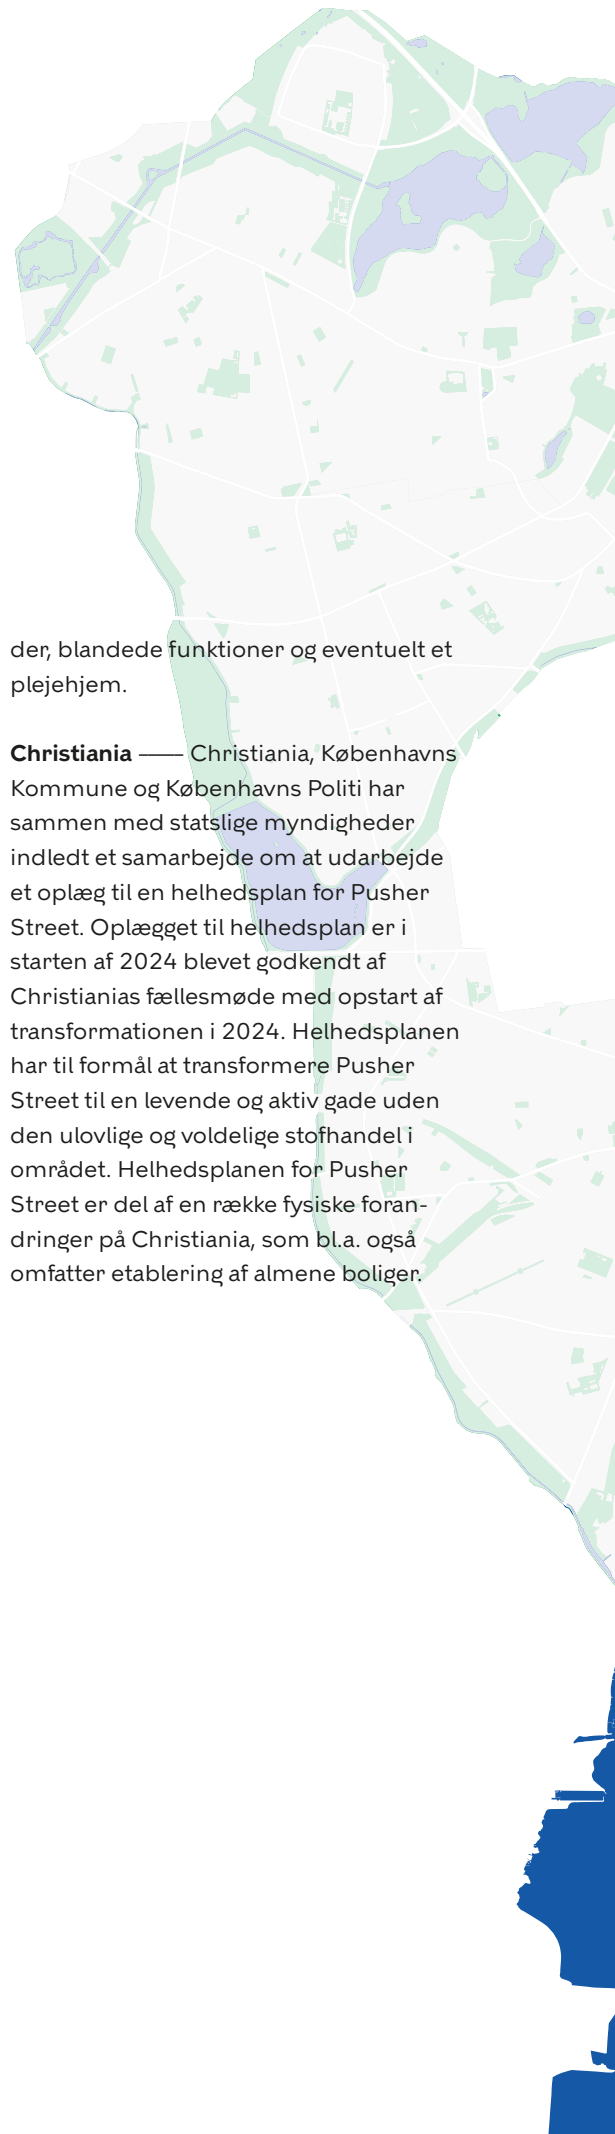 der, blandede funktioner og eventuelt et
plejehjem.
Christiania —— Christiania, Københavns
Kommune og Københavns Politi har
sammen med statslige myndigheder
indledt et samarbejde om at udarbejde
et oplæg til en helhedsplan for Pusher
Street. Oplægget til helhedsplan er i
starten af 2024 blevet godkendt af
Christianias fællesmøde med opstart af
transformationen i 2024. Helhedsplanen
har til formål at transformere Pusher
Street til en levende og aktiv gade uden
den ulovlige og voldelige stofhandel i
området. Helhedsplanen for Pusher
Street er del af en række fysiske foran-
dringer på Christiania, som bl.a. også
omfatter etablering af almene boliger.